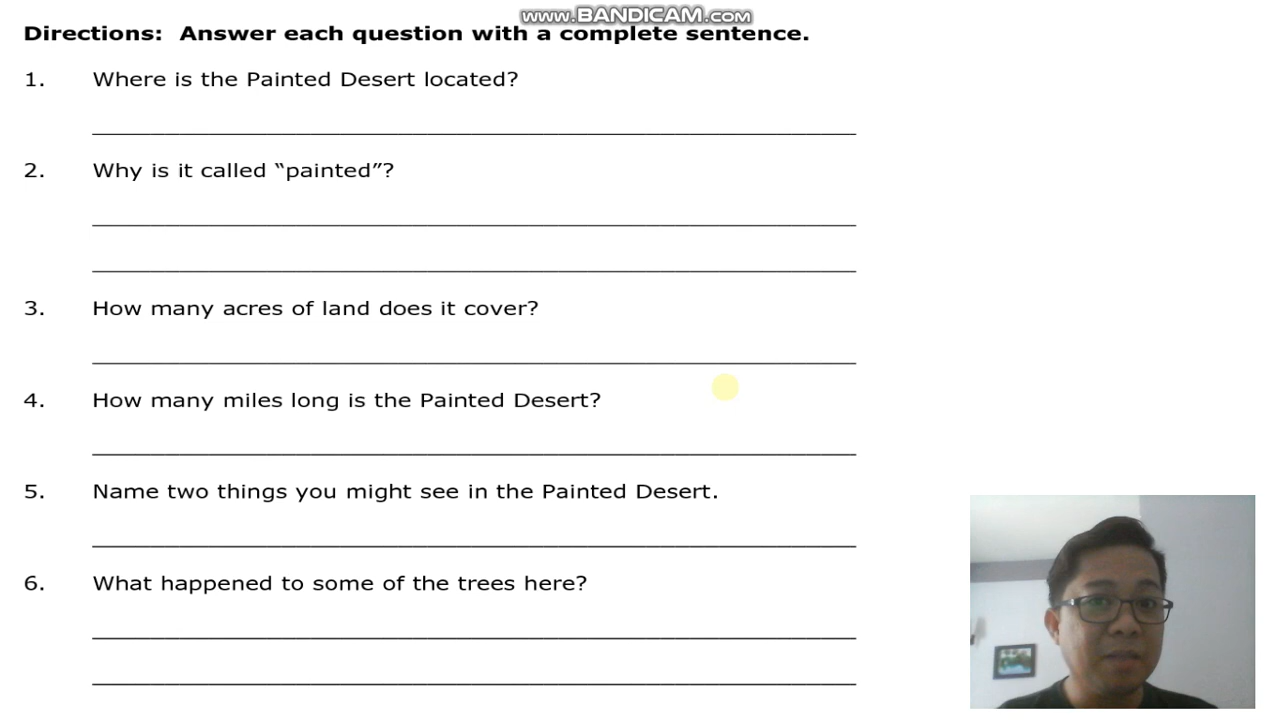 www.BANDICAM.com
Directions: Answer each question with a complete sentence.
1. Where is the Painted Desert located?
2. Why is it called “painted”?
3. How many acres of land does it cover?
4. How many miles long is the Painted Desert?
5. Name two things you might see in the Painted Desert.
6. What happened to some of the trees here?